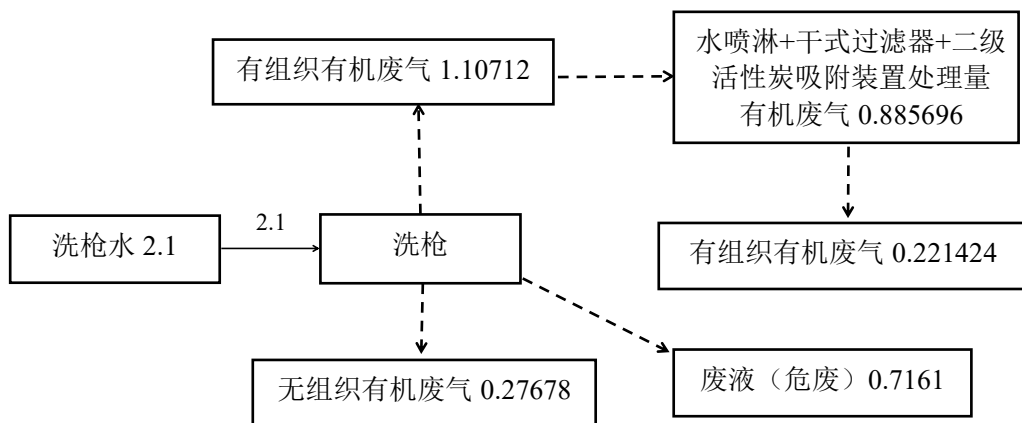 水喷淋+干式过滤器+二级
活性炭吸附装置处理量
有机废气 0.885696
有组织有机废气 1.10712
洗枪水 2.1
2.1
洗枪
有组织有机废气 0.221424
无组织有机废气 0.27678
废液（危废）0.7161